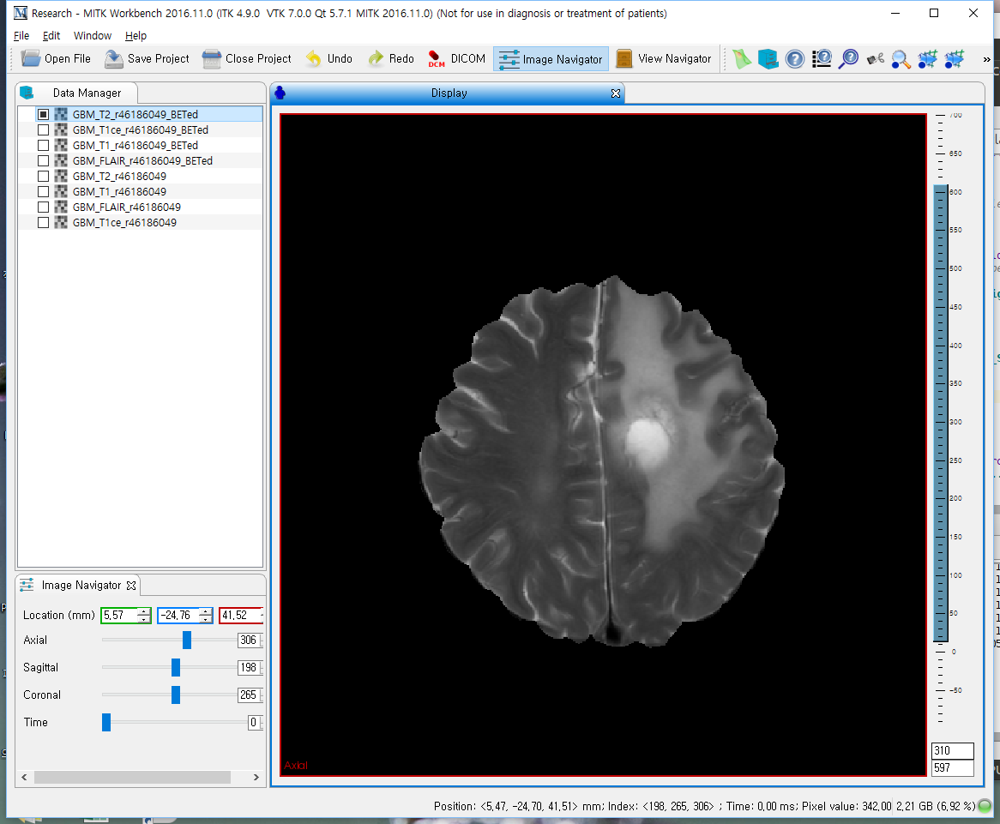 Research - MITK Workbench 2016.11.0 (ITK 4.9.0  VTK 7.0.0 Qt 5.7.1 MITK 2016.11.0) (Not for use in diagnosis or treatment of patients)
File Edit Window Help
Open File Save Project Close Project Undo Redo DCM DICOM Image Navigator View Navigator »
Data Manager
Display
GBM_T2_r46186049_BETed
GBM_T1ce_r46186049_BETed
GBM_T1_r46186049_BETed
GBM_FLAIR_r46186049_BETed
GBM_T2_r46186049
GBM_T1_r46186049
GBM_FLAIR_r46186049
GBM_T1ce_r46186049
700
650
600
550
500
450
400
350
300
250
200
150
100
50
0
-50
310
597
Axial
Image Navigator
Location (mm) 5,57 -24,76 41,52
Axial 306
Sagittal 198
Coronal 265
Time 0
Position: <5,47, -24,70, 41,51> mm; Index: <198, 265, 306> ; Time: 0,00 ms; Pixel value: 342,00 2,21 GB (6,92 %)